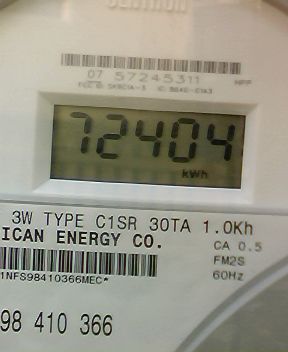 CENTRON
07 57245311
72404
kWh
3W TYPE C1SR 30TA 1.0Kh
ICAN ENERGY CO.
CA 0.5
FM2S
60Hz
1NFS98410366MEC*
98 410 366